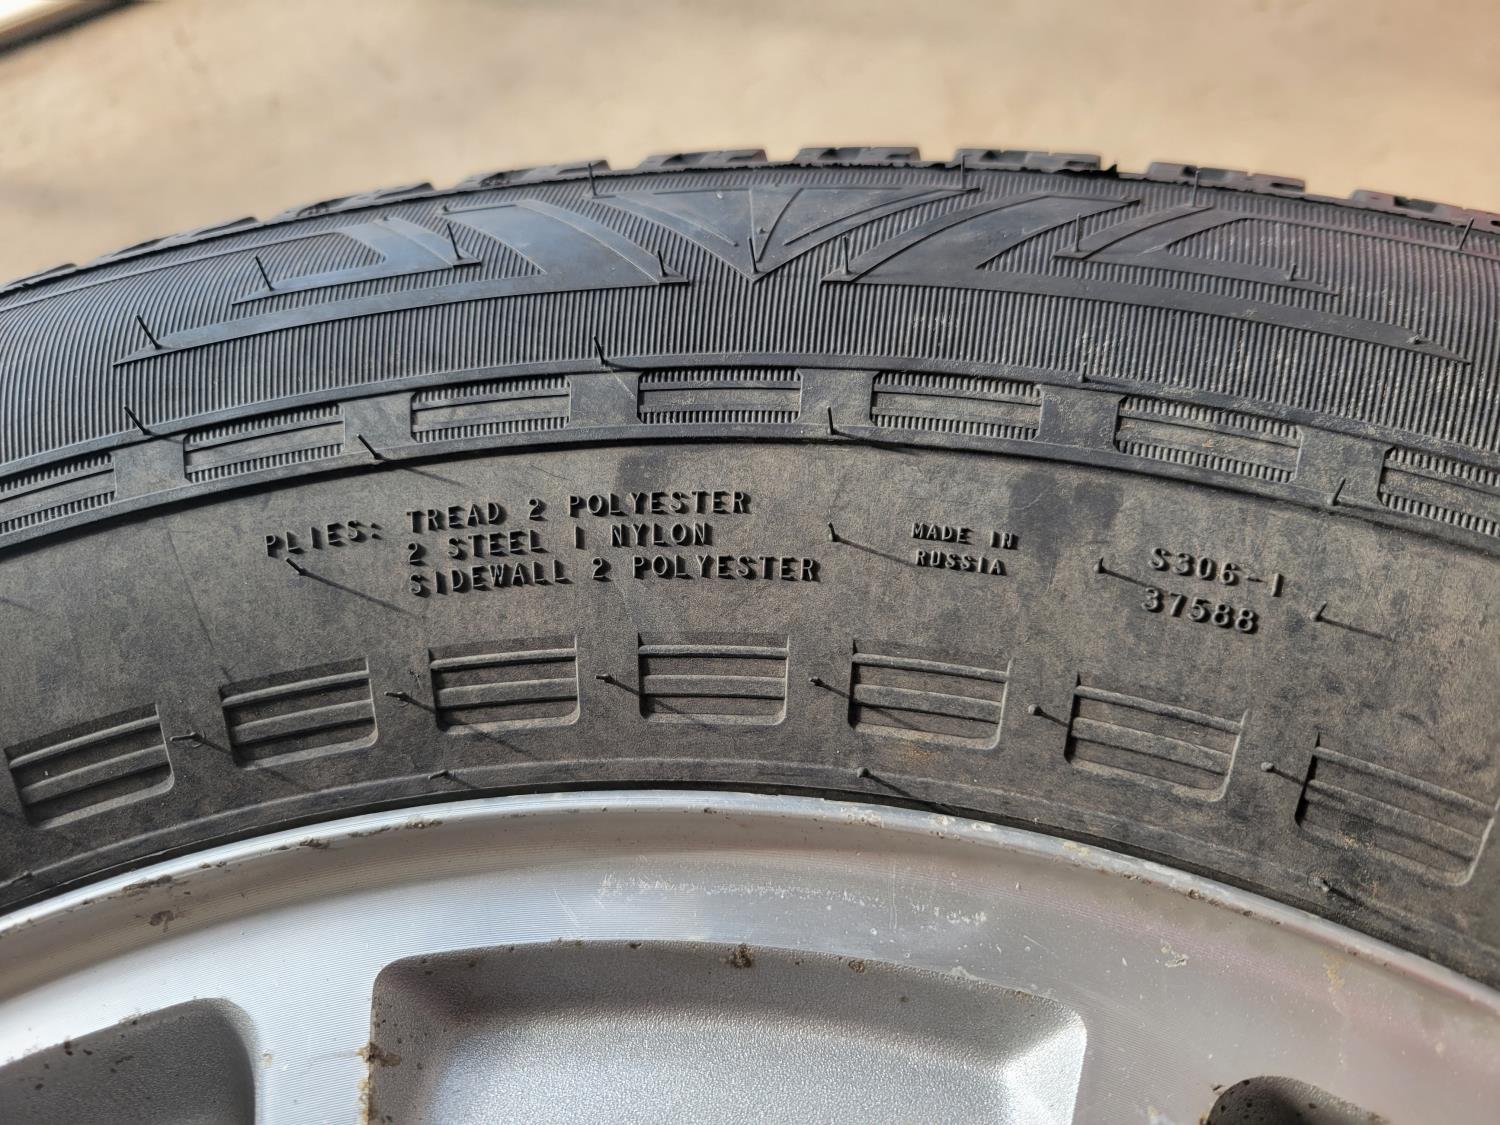 PLIES: TREAD 2 POLYESTER
2 STEEL 1 NYLON
SIDEWALL 2 POLYESTER
MADE IN
RUSSIA
S306-1
37588